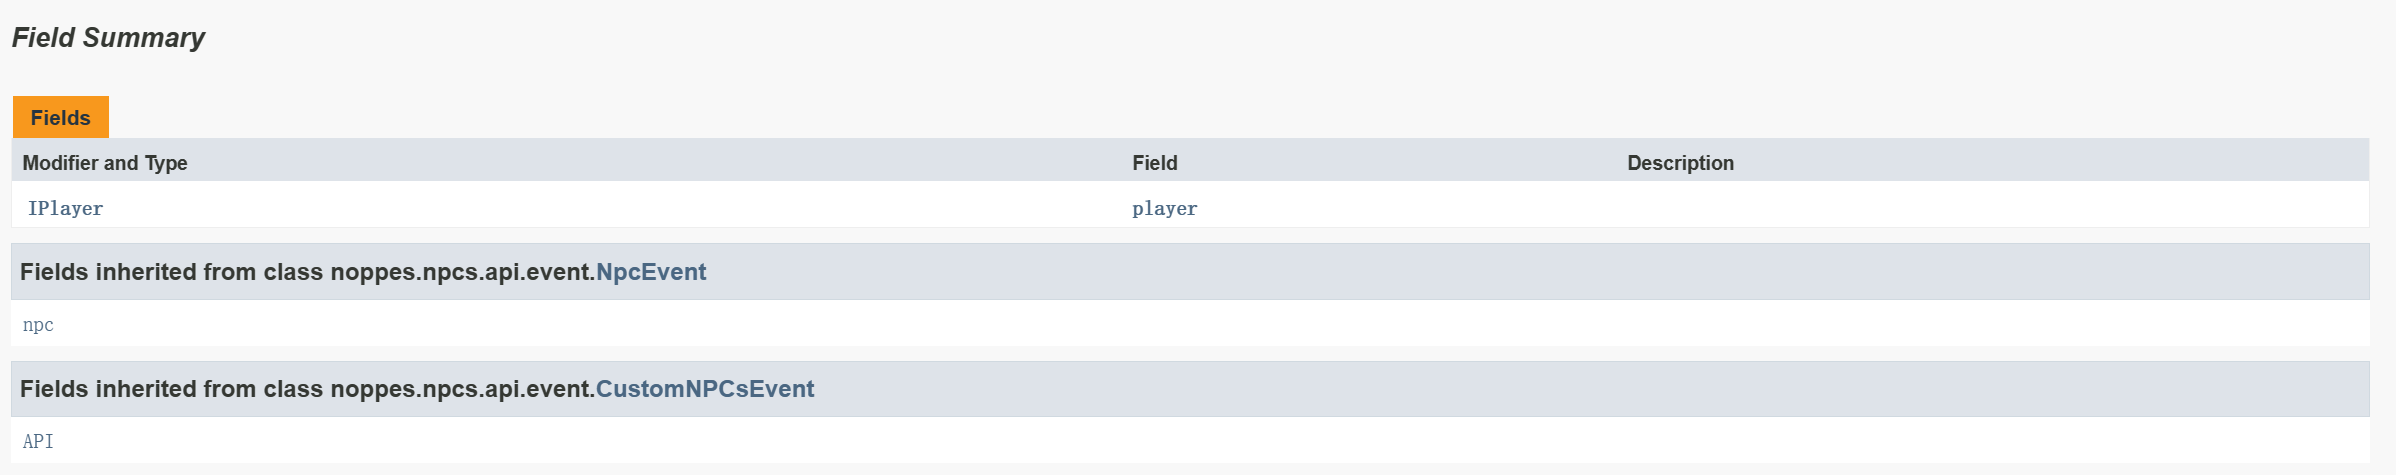 Field Summary
Fields
Modifier and Type Field Description
IPlayer player
Fields inherited from class noppes.npcs.api.event.NpcEvent
npc
Fields inherited from class noppes.npcs.api.event.CustomNPCsEvent
API